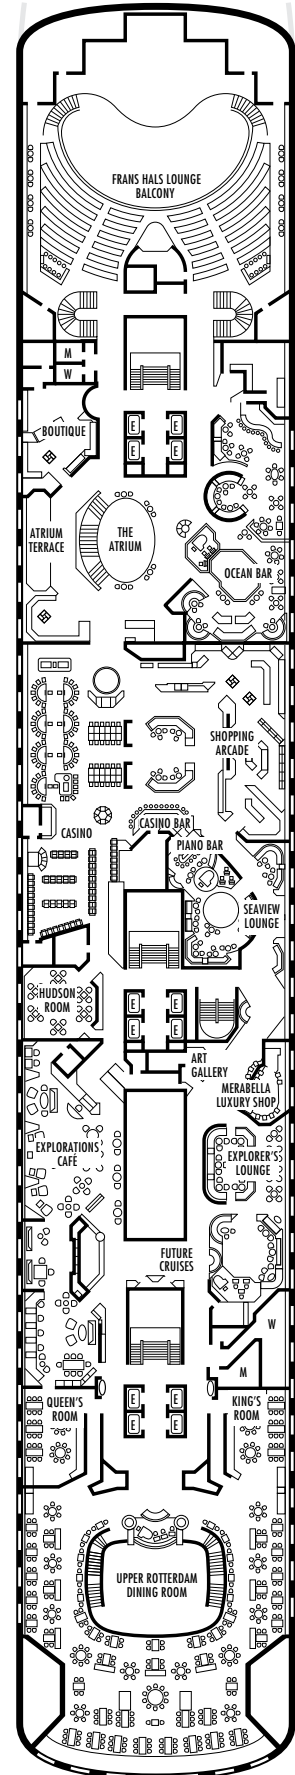 FRANS HALS LOUNGE
BALCONY
M
W
E
E
E
E
BOUTIQUE
ATRIUM
TERRACE
THE
ATRIUM
OCEAN BAR
SHOPPING
ARCADE
CASINO BAR
CASINO
PIANO BAR
SEAVIEW
LOUNGE
HUDSON
ROOM
E
E
E
E
ART
GALLERY
MERABELLA
LUXURY SHOP
EXPLORATIONS
CAFÉ
EXPLORER'S
LOUNGE
FUTURE
CRUISES
W
M
QUEEN'S
ROOM
E
E
E
E
KING'S
ROOM
UPPER ROTTERDAM
DINING ROOM